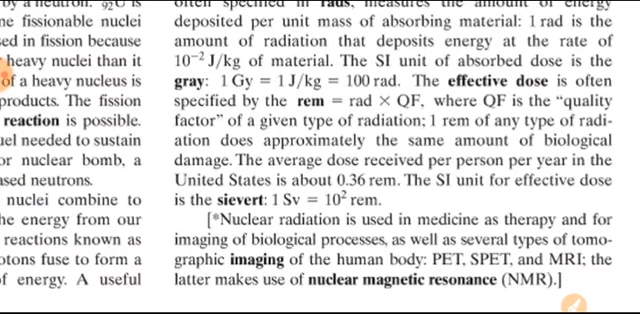 by a neutron.
ne fissionable nuclei
sed in fission because
heavy nuclei than it
of a heavy nucleus is
products. The fission
reaction is possible.
uel needed to sustain
or nuclear bomb, a
ased neutrons.
nuclei combine to
he energy from our
reactions known as
otons fuse to form a
of energy. A useful
often specified in rads, measures the amount of energy
deposited per unit mass of absorbing material: 1 rad is the
amount of radiation that deposits energy at the rate of
10⁻² J/kg of material. The SI unit of absorbed dose is the
gray: 1 Gy = 1 J/kg = 100 rad. The effective dose is often
specified by the rem = rad × QF, where QF is the “quality
factor” of a given type of radiation; 1 rem of any type of radi-
ation does approximately the same amount of biological
damage. The average dose received per person per year in the
United States is about 0.36 rem. The SI unit for effective dose
is the sievert: 1 Sv = 10² rem.
[*Nuclear radiation is used in medicine as therapy and for
imaging of biological processes, as well as several types of tomo-
graphic imaging of the human body: PET, SPET, and MRI; the
latter makes use of nuclear magnetic resonance (NMR).]